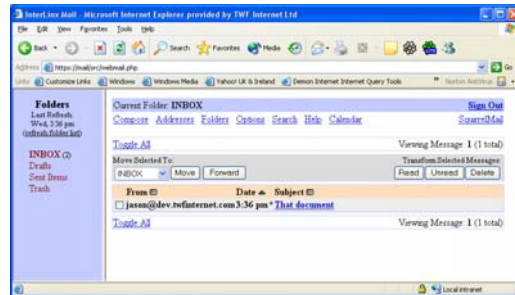 InterLinx Mail - Microsoft Internet Explorer provided by TWF Internet Ltd
File Edit View Favorites Tools Help
Back Search Favorites Media
Address https://mail/src/webmail.php Go
Links Customize Links Windows Windows Media Yahoo! UK & Ireland Demon Internet Internet Query Tools Norton AntiVirus
Folders
Last Refresh:
Wed, 3:36 pm
(refresh folder list)
INBOX (2)
Drafts
Sent Items
Trash
Current Folder: INBOX Sign Out
Compose Addresses Folders Options Search Help Calendar SquirrelMail
Toggle All Viewing Message: 1 (1 total)
Move Selected To: Transform Selected Messages:
INBOX Move Forward Read Unread Delete
From Date Subject
jason@dev.twfinternet.com 3:36 pm * That document
Toggle All Viewing Message: 1 (1 total)
Local intranet